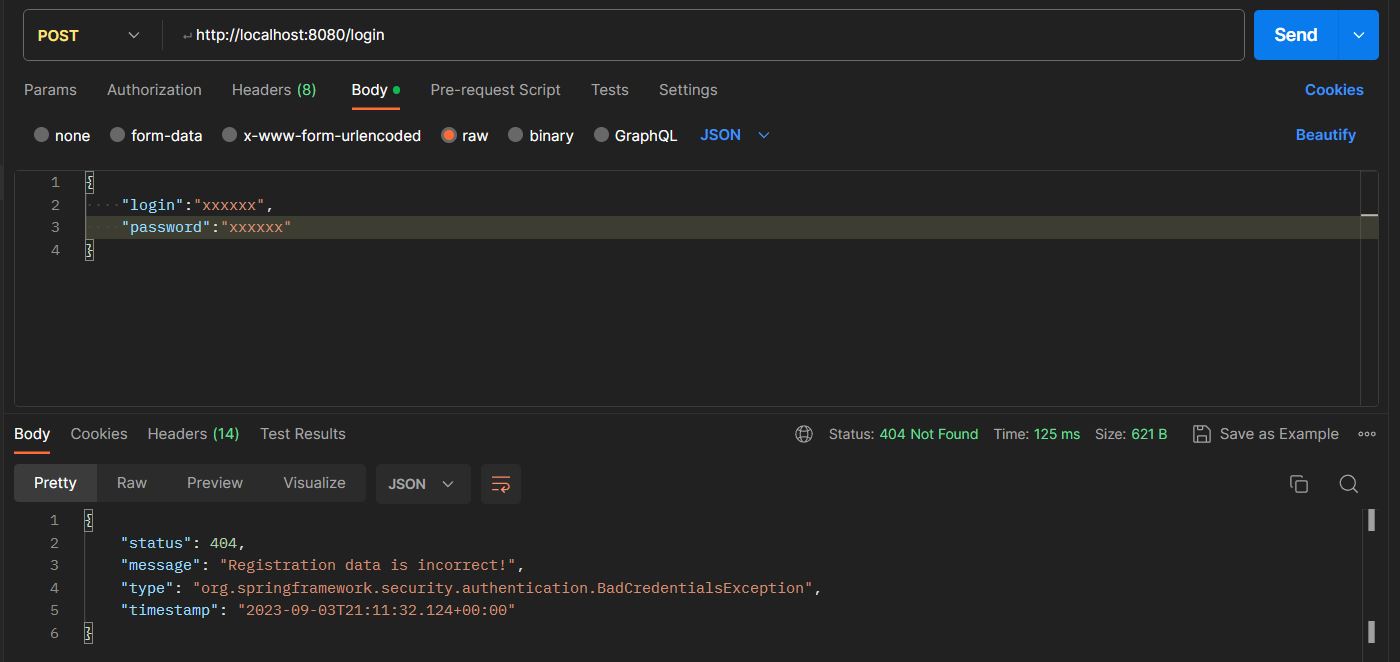 POST http://localhost:8080/login Send
Params Authorization Headers (8) Body Pre-request Script Tests Settings Cookies
none form-data x-www-form-urlencoded raw binary GraphQL JSON Beautify
1 {
2 "login":"xxxxxx",
3 "password":"xxxxxx"
4 }
Body Cookies Headers (14) Test Results Status: 404 Not Found Time: 125 ms Size: 621 B Save as Example
Pretty Raw Preview Visualize JSON
1 {
2 "status": 404,
3 "message": "Registration data is incorrect!",
4 "type": "org.springframework.security.authentication.BadCredentialsException",
5 "timestamp": "2023-09-03T21:11:32.124+00:00"
6 }